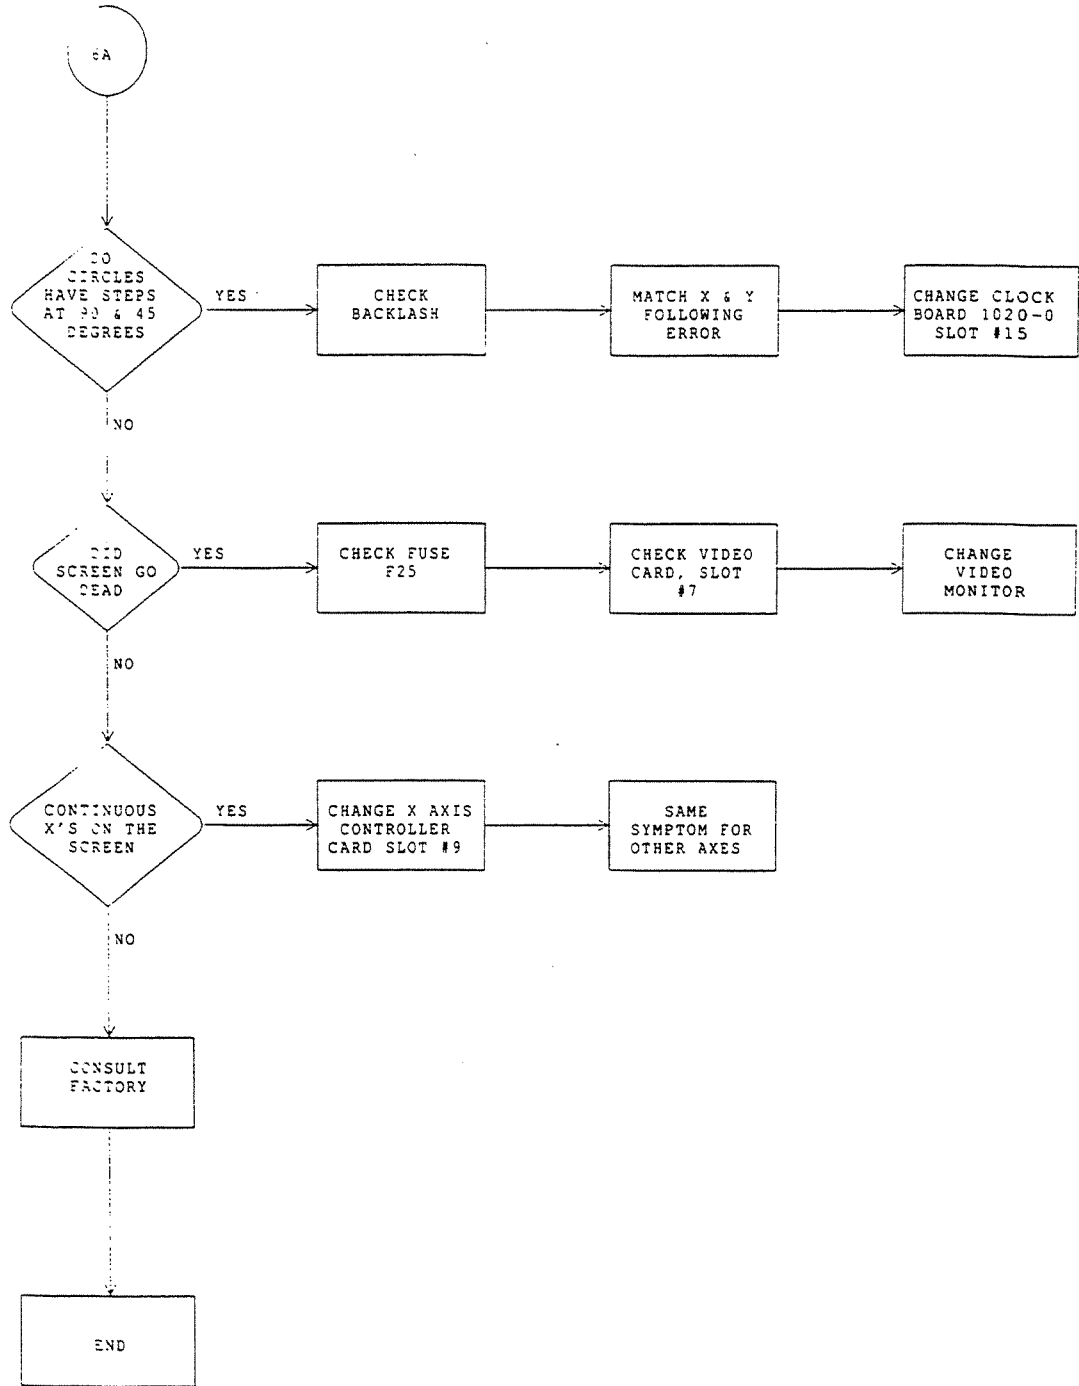 6A
DO
CIRCLES
HAVE STEPS
AT 90 & 45
DEGREES
YES
CHECK
BACKLASH
MATCH X & Y
FOLLOWING
ERROR
CHANGE CLOCK
BOARD 1020-0
SLOT #15
NO
DID
SCREEN GO
DEAD
YES
CHECK FUSE
F25
CHECK VIDEO
CARD, SLOT
#7
CHANGE
VIDEO
MONITOR
NO
CONTINUOUS
X'S ON THE
SCREEN
YES
CHANGE X AXIS
CONTROLLER
CARD SLOT #9
SAME
SYMPTOM FOR
OTHER AXES
NO
CONSULT
FACTORY
END